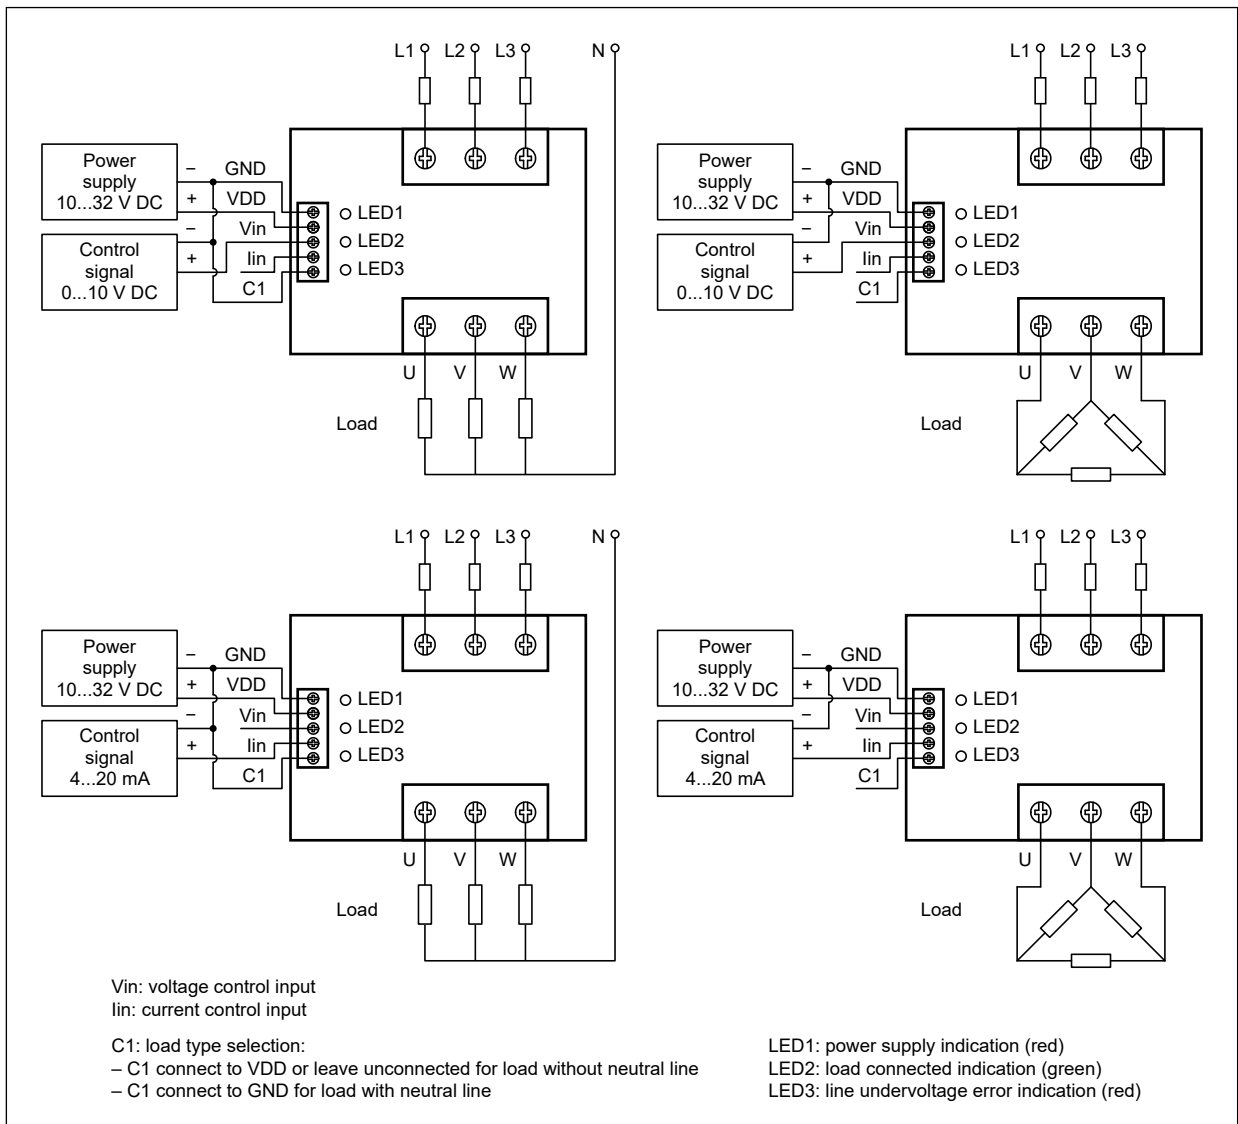 L1 L2 L3 N
Power
supply
10...32 V DC
– GND
+ VDD
– Vin
Control
signal
0...10 V DC
+ Iin
C1
LED1
LED2
LED3
U V W
Load
L1 L2 L3
Power
supply
10...32 V DC
– GND
+ VDD
– Vin
Control
signal
0...10 V DC
+ Iin
C1
LED1
LED2
LED3
U V W
Load
L1 L2 L3 N
Power
supply
10...32 V DC
– GND
+ VDD
– Vin
Control
signal
4...20 mA
+ Iin
C1
LED1
LED2
LED3
U V W
Load
L1 L2 L3
Power
supply
10...32 V DC
– GND
+ VDD
– Vin
Control
signal
4...20 mA
+ Iin
C1
LED1
LED2
LED3
U V W
Load
Vin: voltage control input
Iin: current control input
C1: load type selection:
– C1 connect to VDD or leave unconnected for load without neutral line
– C1 connect to GND for load with neutral line
LED1: power supply indication (red)
LED2: load connected indication (green)
LED3: line undervoltage error indication (red)